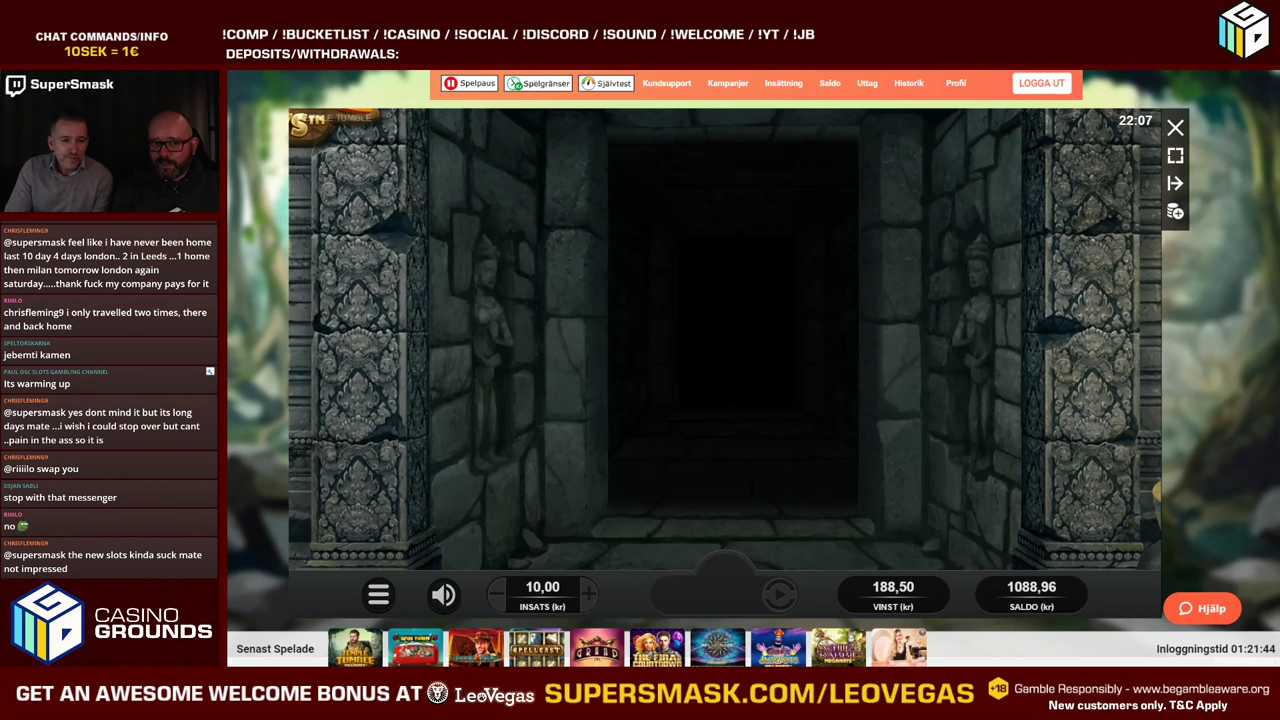 CHAT COMMANDS/INFO
10SEK = 1€
!COMP / !BUCKETLIST / !CASINO / !SOCIAL / !DISCORD / !SOUND / !WELCOME / !YT / !JB
DEPOSITS/WITHDRAWALS:
SuperSmask
Spelpaus
Spelgränser
Självtest
Kundsupport
Kampanjer
Insättning
Saldo
Uttag
Historik
Profil
LOGGA UT
22:07
CHRISFLEMING9
@supersmask feel like i have never been home
last 10 day 4 days london.. 2 in Leeds ...1 home
then milan tomorrow london again
saturday.....thank fuck my company pays for it
RIIIILO
chrisfleming9 i only travelled two times, there
and back home
SPELTORSKARNA
jebemti kamen
PAUL OSC SLOTS GAMBLING CHANNEL
Its warming up
CHRISFLEMING9
@supersmask yes dont mind it but its long
days mate ...i wish i could stop over but cant
..pain in the ass so it is
CHRISFLEMING9
@riiiilo swap you
DEJAN SABLI
stop with that messenger
RIIIILO
no
CHRISFLEMING9
@supersmask the new slots kinda suck mate
not impressed
10,00
INSATS (kr)
188,50
VINST (kr)
1088,96
SALDO (kr)
Hjälp
CASINO
GROUNDS
Senast Spelade
SPELLCAST
GRAND
Inloggningstid 01:21:44
GET AN AWESOME WELCOME BONUS AT LeoVegas SUPERSMASK.COM/LEOVEGAS
+18 Gamble Responsibly - www.begambleaware.org
New customers only. T&C Apply